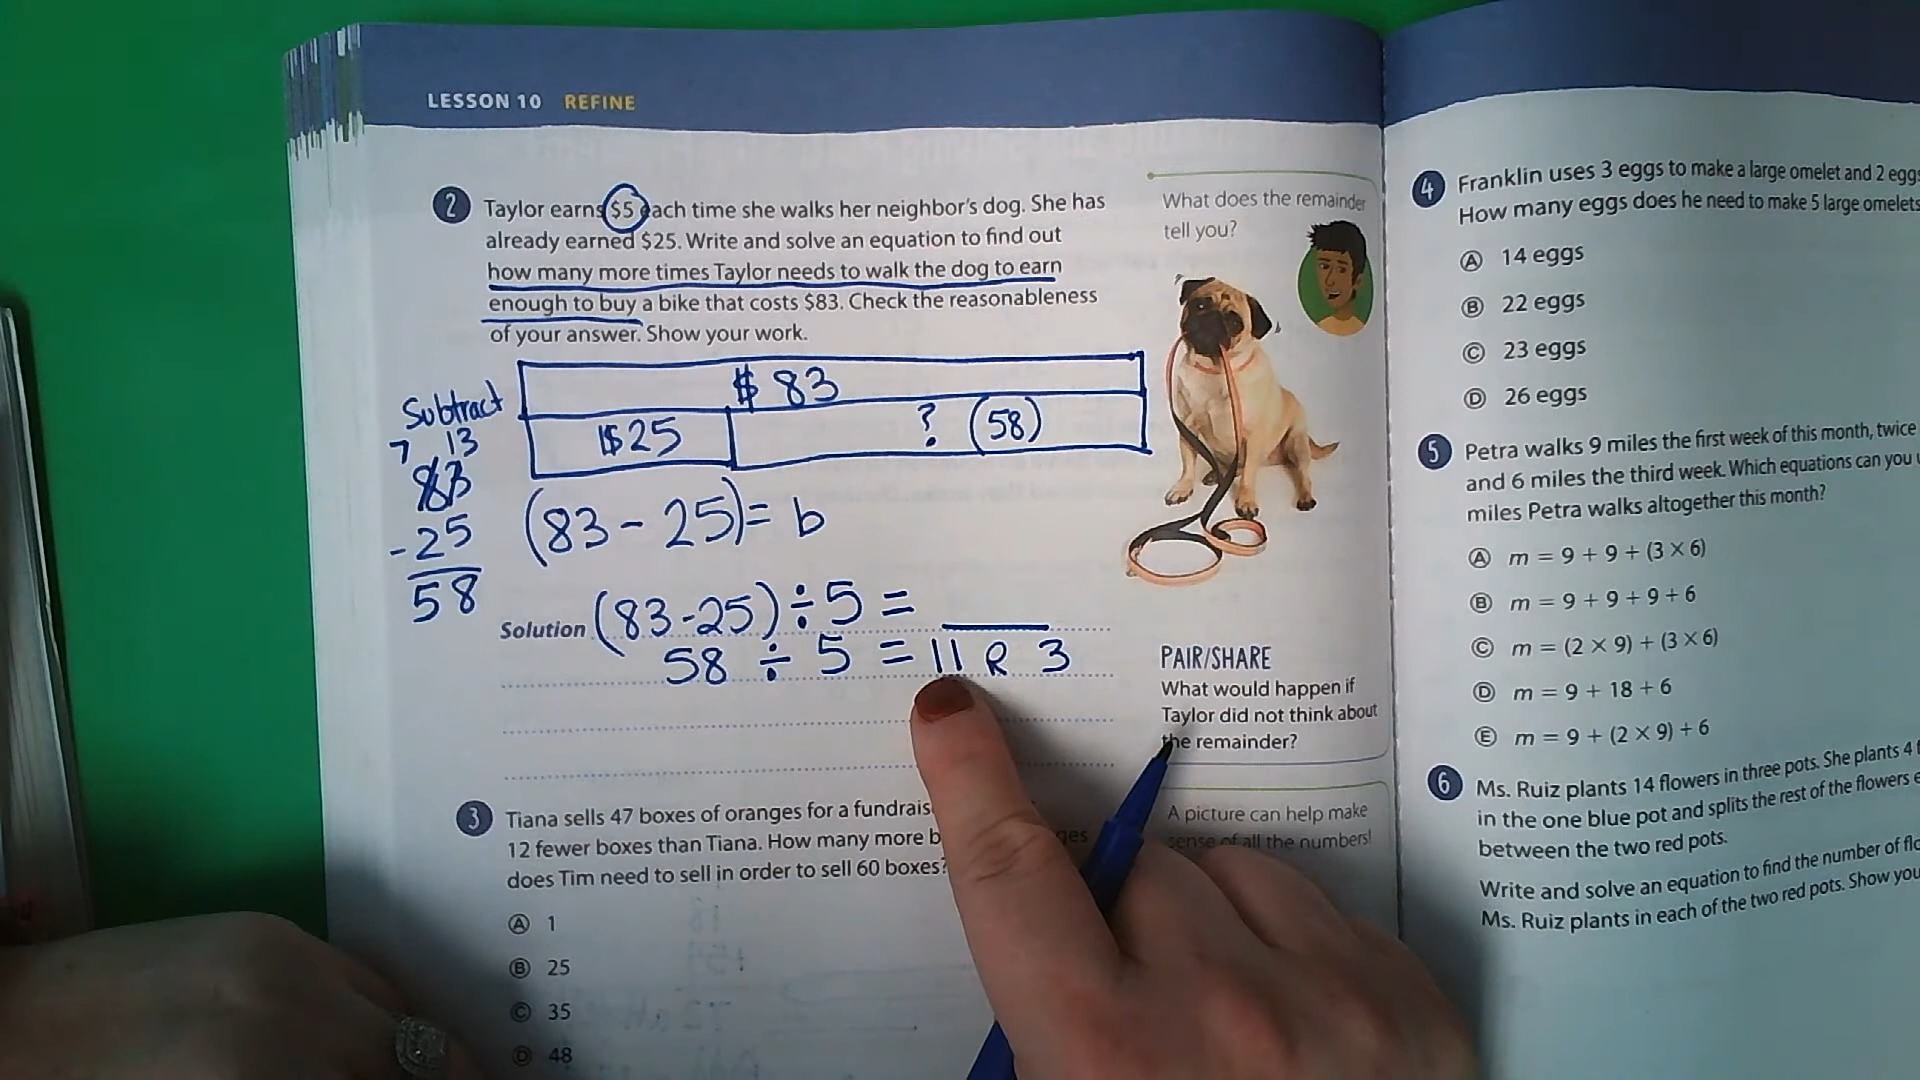 LESSON 10 REFINE
2 Taylor earns $5 each time she walks her neighbor's dog. She has
already earned $25. Write and solve an equation to find out
how many more times Taylor needs to walk the dog to earn
enough to buy a bike that costs $83. Check the reasonableness
of your answer. Show your work.
Subtract
7 13
83
- 25
58
$ 83
$25 ? (58)
(83 - 25) = b
Solution (83-25) ÷ 5 =
58 ÷ 5 = 11 R 3
What does the remainder
tell you?
PAIR/SHARE
What would happen if
Taylor did not think about
the remainder?
3 Tiana sells 47 boxes of oranges for a
12 fewer boxes than Tiana. How many more
does Tim need to sell in order to sell 60 boxes?
A 1
B 25
C 35
D 48
A picture can help make
sense of all the numbers!
4 Franklin uses 3 eggs to make a large omelet and 2 eggs
How many eggs does he need to make 5 large omelets
A 14 eggs
B 22 eggs
C 23 eggs
D 26 eggs
5 Petra walks 9 miles the first week of this month, twice
and 6 miles the third week. Which equations can you
miles Petra walks altogether this month?
A m = 9 + 9 + (3 × 6)
B m = 9 + 9 + 9 + 6
C m = (2 × 9) + (3 × 6)
D m = 9 + 18 + 6
E m = 9 + (2 × 9) + 6
6 Ms. Ruiz plants 14 flowers in three pots. She plants 4
in the one blue pot and splits the rest of the flowers
between the two red pots.
Write and solve an equation to find the number of
Ms. Ruiz plants in each of the two red pots. Show